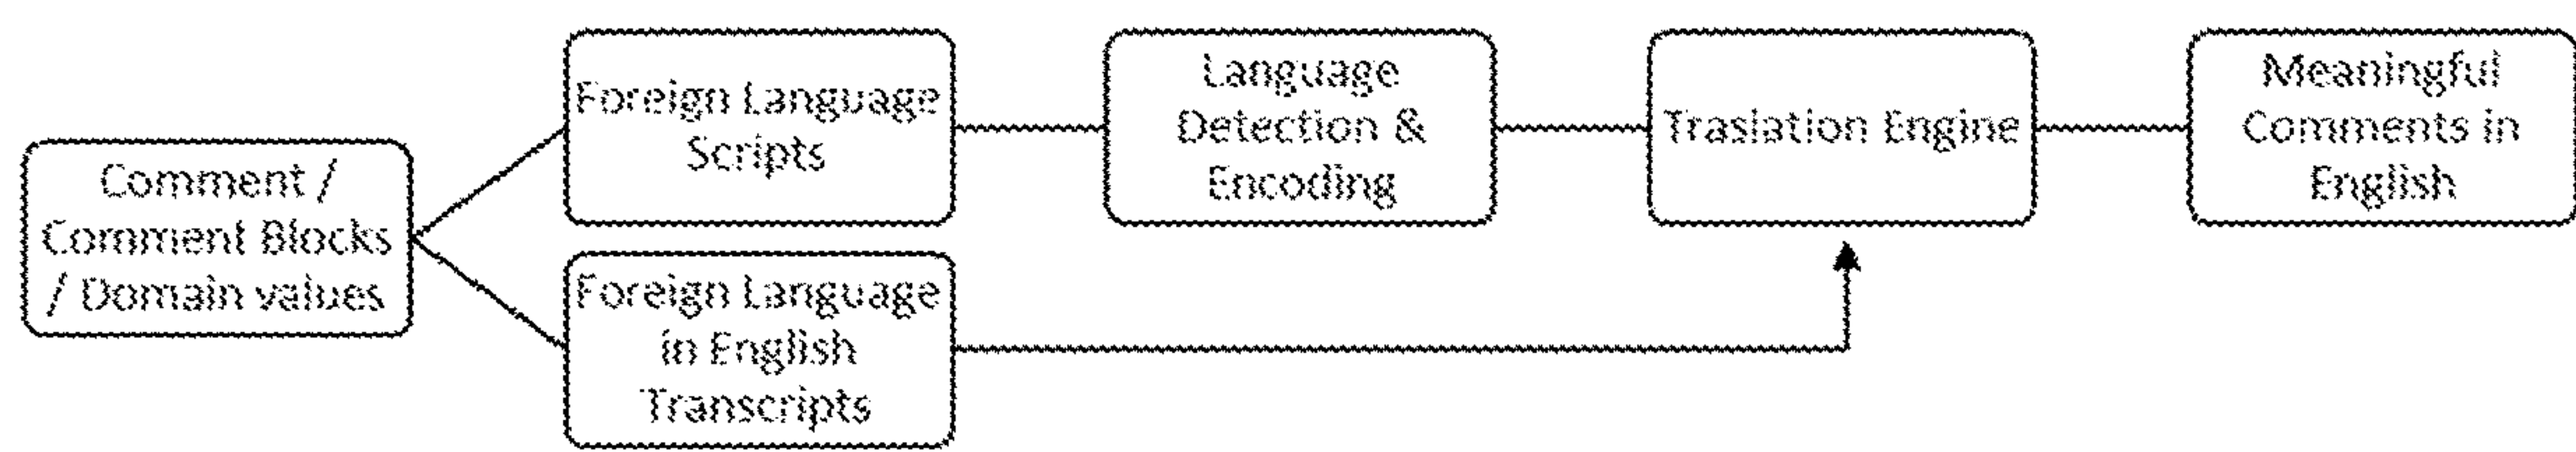 Comment /
Comment Blocks
/ Domain values
Foreign Language
Scripts
Foreign Language
in English
Transcripts
Language
Detection &
Encoding
Traslation Engine
Meaningful
Comments in
English